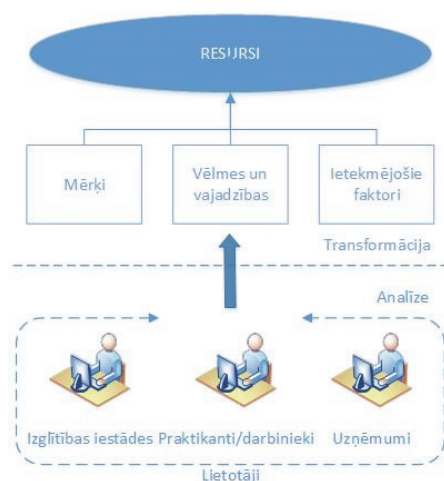 RESURSI
Mērķi
Vēlmes un
vajadzības
Ietekmējošie
faktori
Transformācija
Analīze
Izglītības iestādes Praktikanti/darbinieki Uzņēmumi
Lietotāji